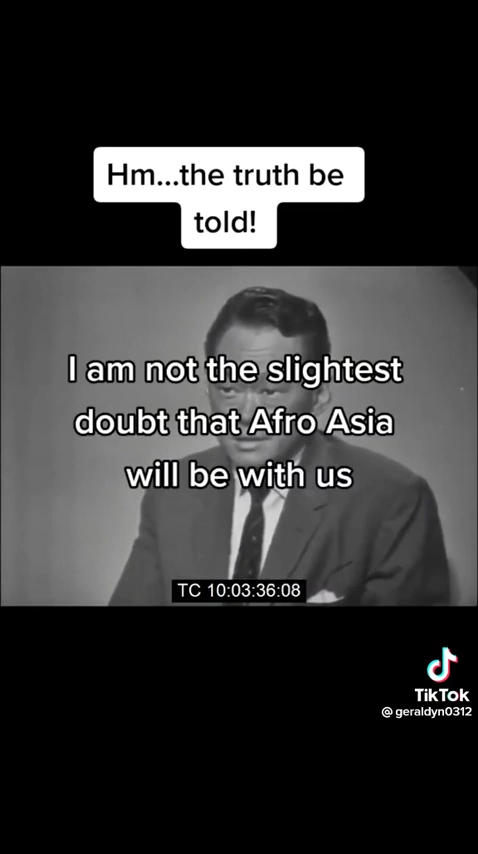 Hm...the truth be
told!
I am not the slightest
doubt that Afro Asia
will be with us
TC 10:03:36:08
TikTok
@geraldyn0312